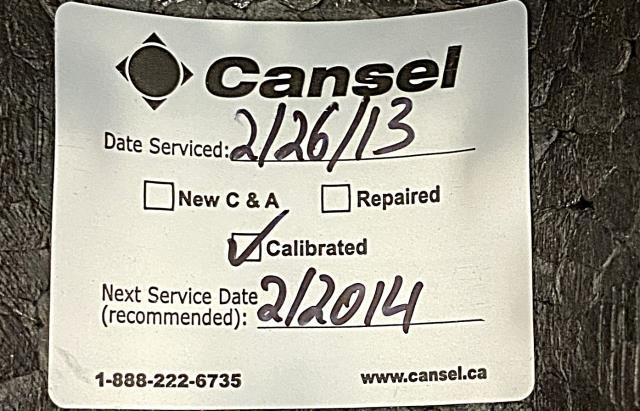 Cansel
Date Serviced: 2/26/13
New C & A Repaired
Calibrated
Next Service Date
(recommended): 2/2014
1-888-222-6735 www.cansel.ca